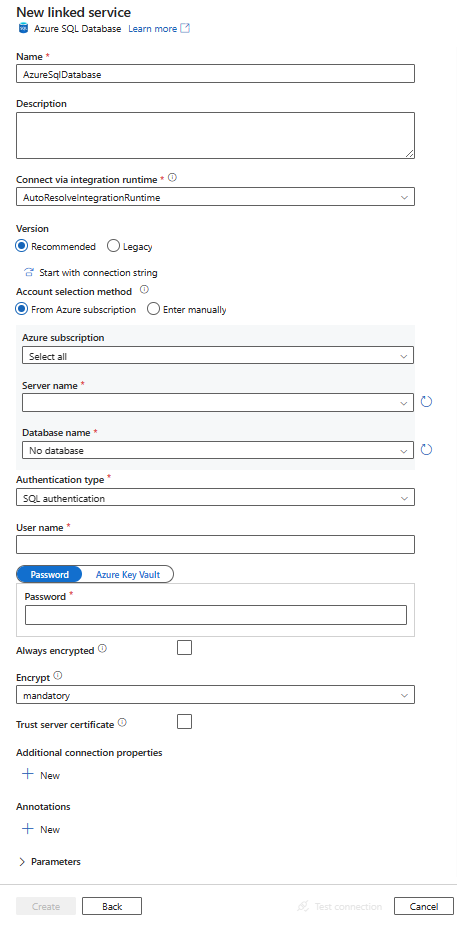 New linked service
Azure SQL Database Learn more
Name *
AzureSqlDatabase
Description
Connect via integration runtime *
AutoResolveIntegrationRuntime
Version
Recommended Legacy
Start with connection string
Account selection method
From Azure subscription Enter manually
Azure subscription
Select all
Server name *
Database name *
No database
Authentication type *
SQL authentication
User name *
Password Azure Key Vault
Password *
Always encrypted
Encrypt
mandatory
Trust server certificate
Additional connection properties
New
Annotations
New
Parameters
Create Back Test connection Cancel